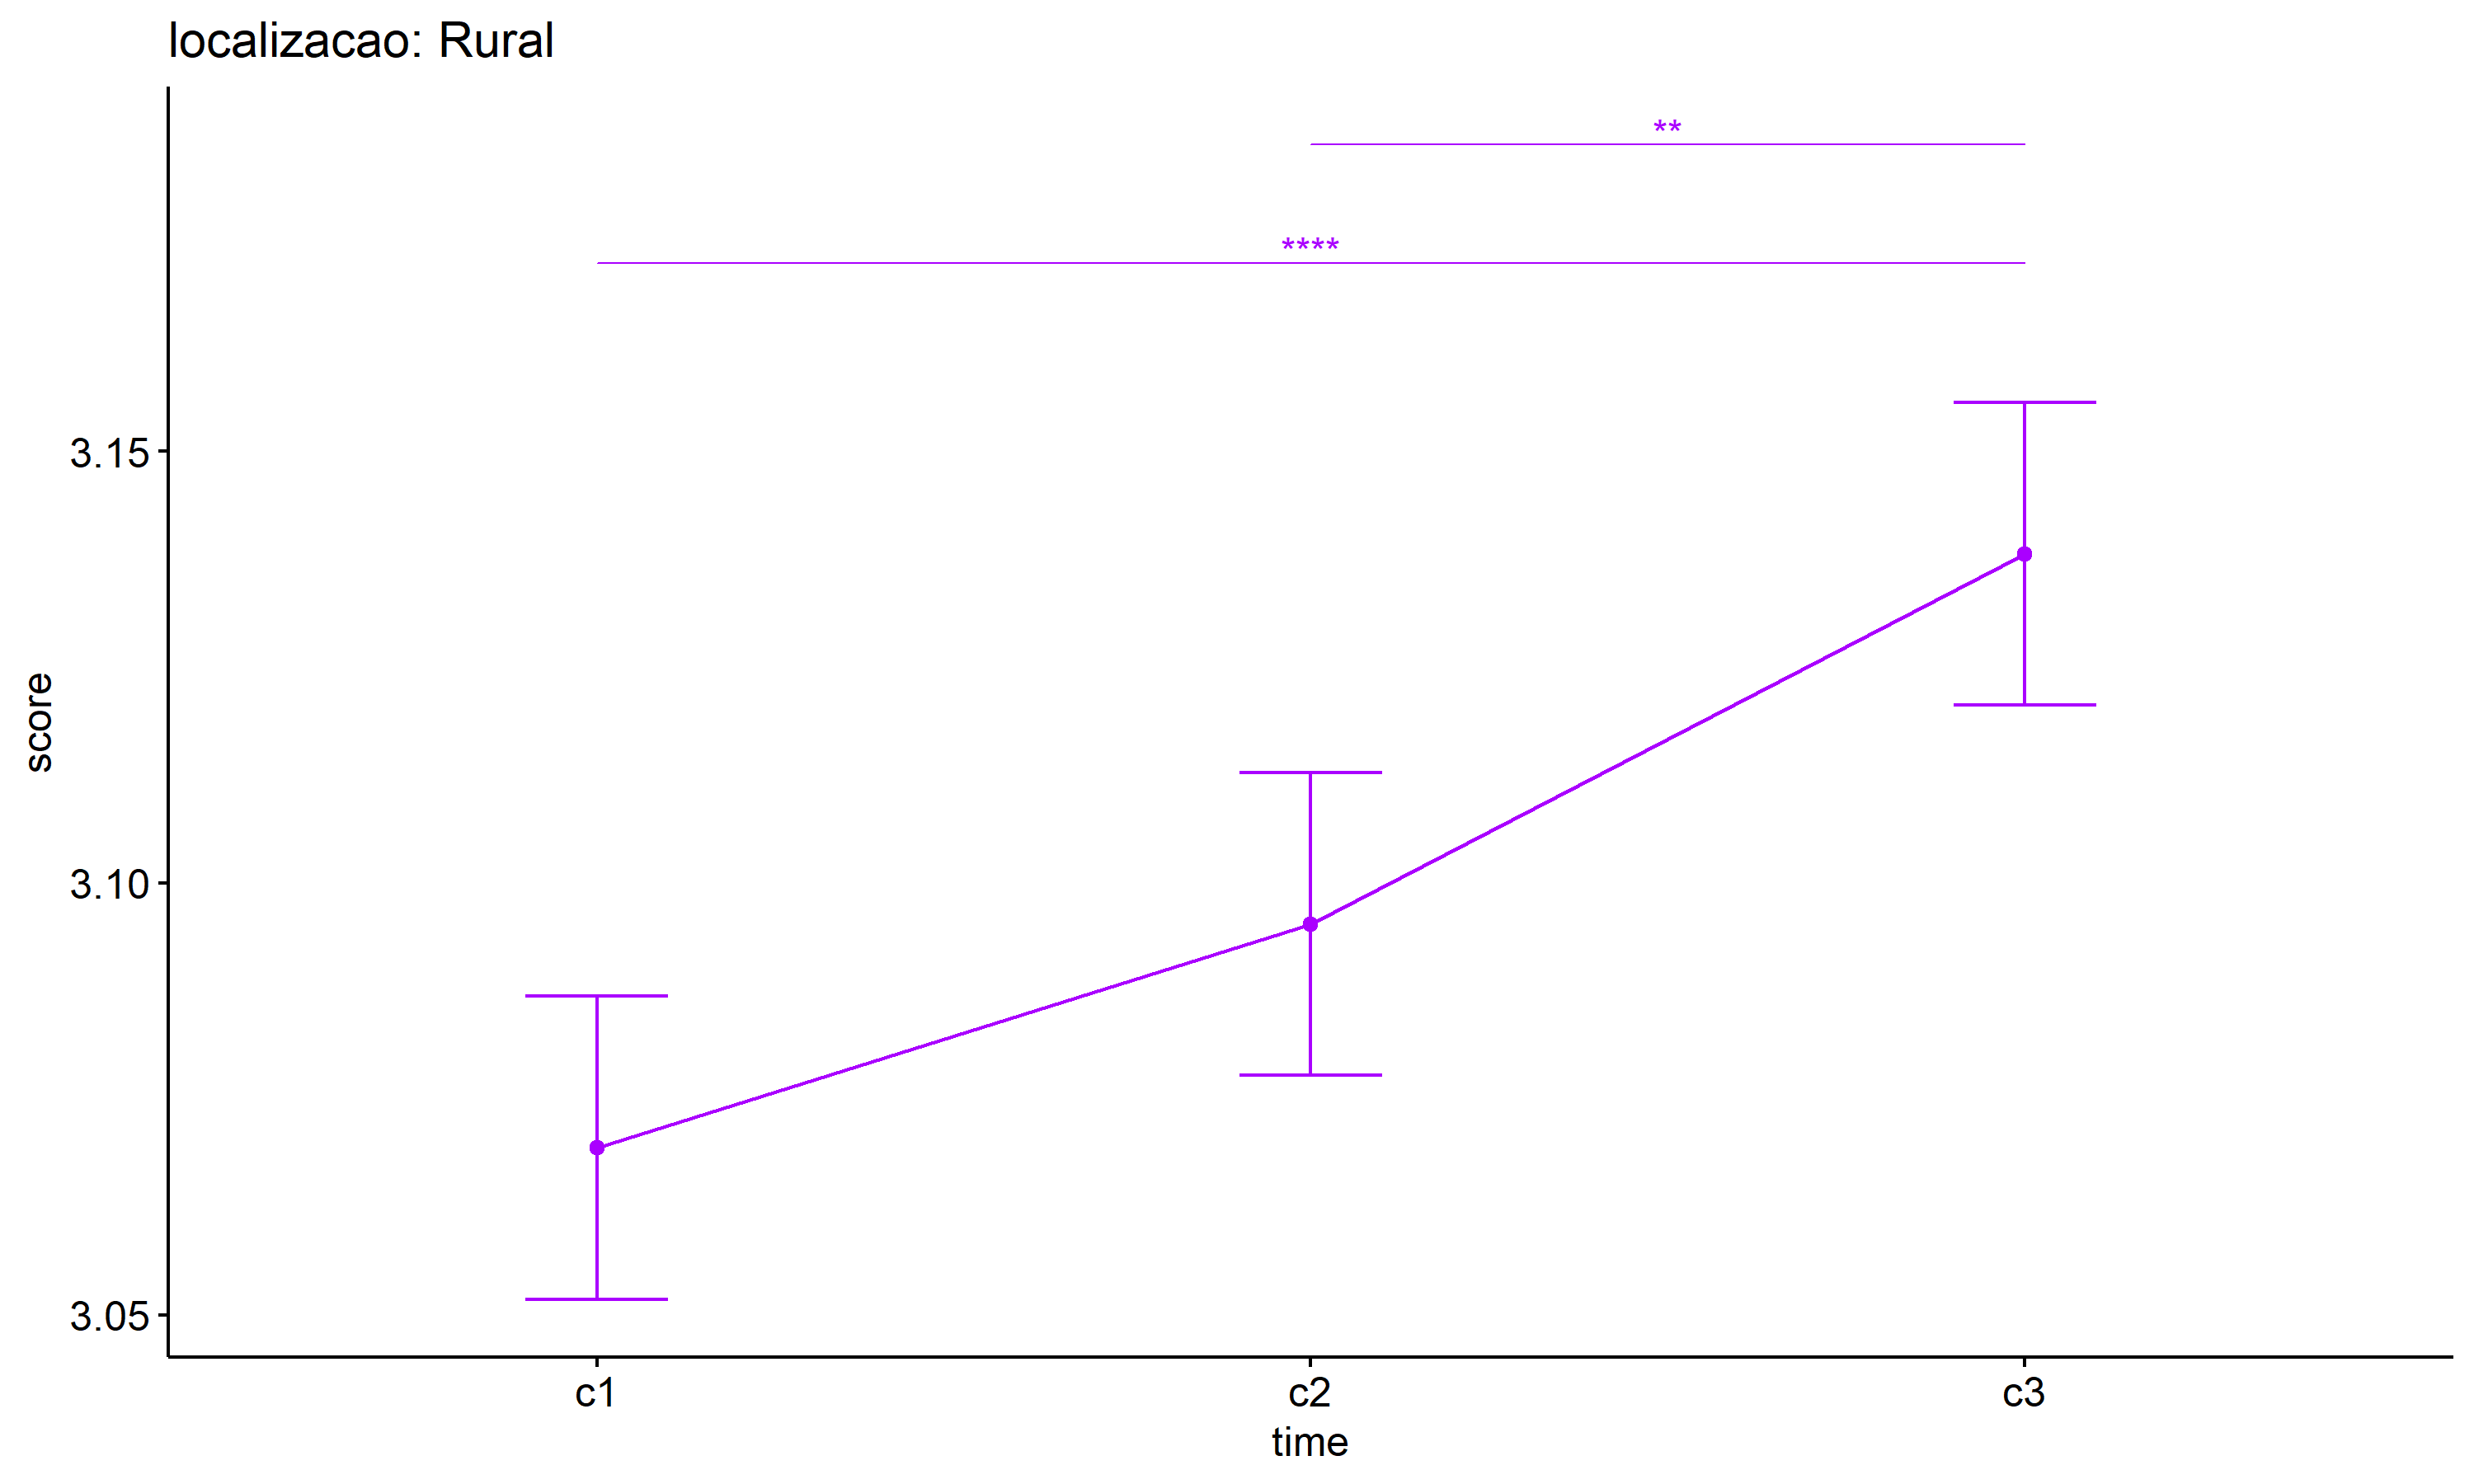 localizacao: Rural
**
****
3.15
3.10
3.05
score
c1 c2 c3
time